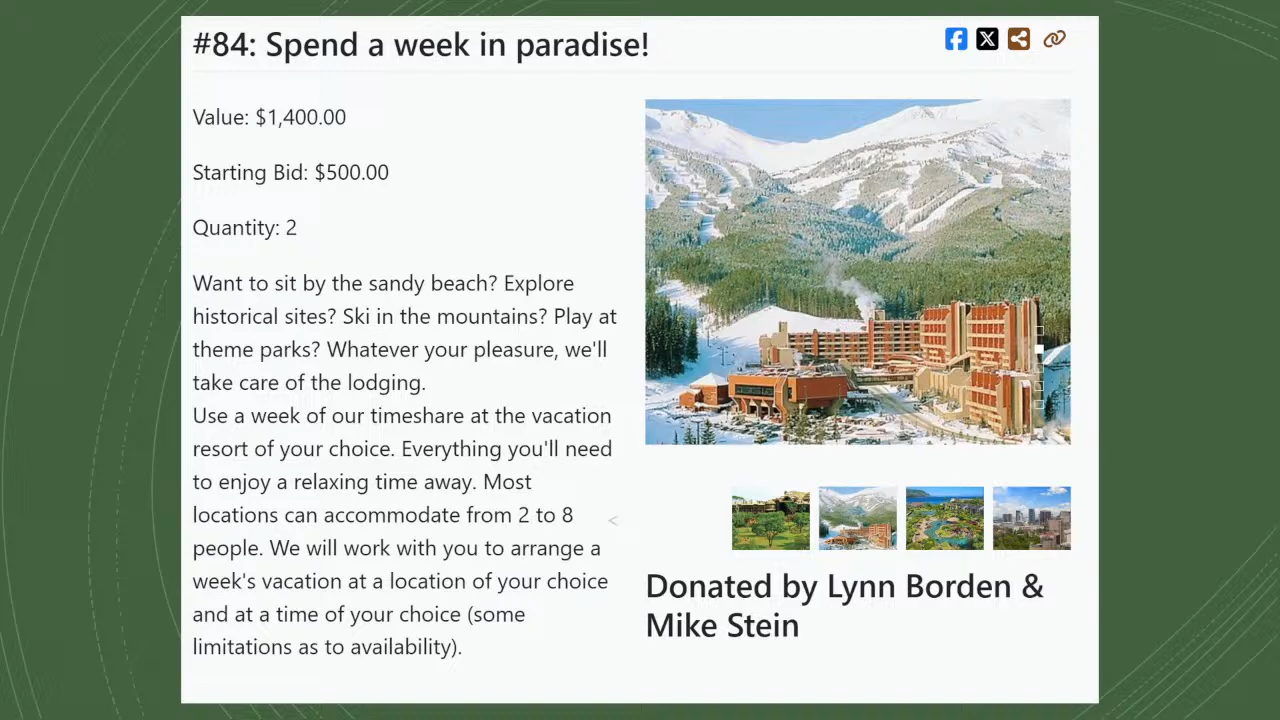 #84: Spend a week in paradise!
Value: $1,400.00
Starting Bid: $500.00
Quantity: 2
Want to sit by the sandy beach? Explore
historical sites? Ski in the mountains? Play at
theme parks? Whatever your pleasure, we'll
take care of the lodging.
Use a week of our timeshare at the vacation
resort of your choice. Everything you'll need
to enjoy a relaxing time away. Most
locations can accommodate from 2 to 8
people. We will work with you to arrange a
week's vacation at a location of your choice
and at a time of your choice (some
limitations as to availability).
<
Donated by Lynn Borden &
Mike Stein